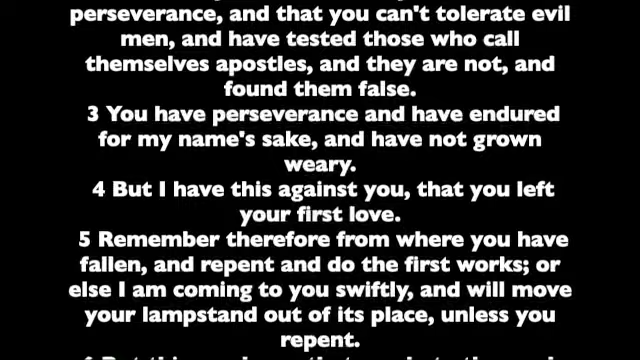 perseverance, and that you can't tolerate evil
men, and have tested those who call
themselves apostles, and they are not, and
found them false.
3 You have perseverance and have endured
for my name's sake, and have not grown
weary.
4 But I have this against you, that you left
your first love.
5 Remember therefore from where you have
fallen, and repent and do the first works; or
else I am coming to you swiftly, and will move
your lampstand out of its place, unless you
repent.